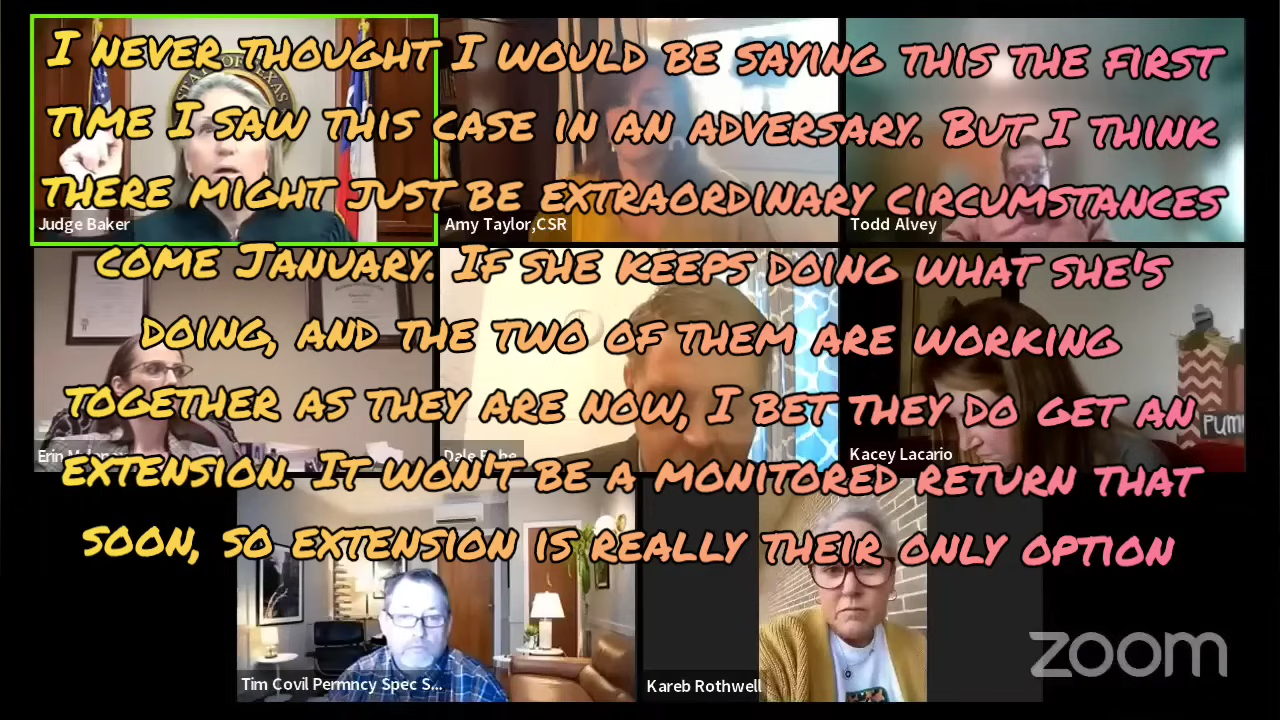 I NEVER THOUGHT I WOULD BE SAYING THIS THE FIRST
TIME I SAW THIS CASE IN AN ADVERSARY. BUT I THINK
THERE MIGHT JUST BE EXTRAORDINARY CIRCUMSTANCES
COME JANUARY. IF SHE KEEPS DOING WHAT SHE'S
DOING, AND THE TWO OF THEM ARE WORKING
TOGETHER AS THEY ARE NOW, I BET THEY DO GET AN
EXTENSION. IT WON'T BE A MONITORED RETURN THAT
SOON, SO EXTENSION IS REALLY THEIR ONLY OPTION
Judge Baker
Amy Taylor,CSR
Todd Alvey
Erin
Dale
Kacey Lacario
PUM
Tim Covil Permncy Spec S...
Kareb Rothwell
zoom